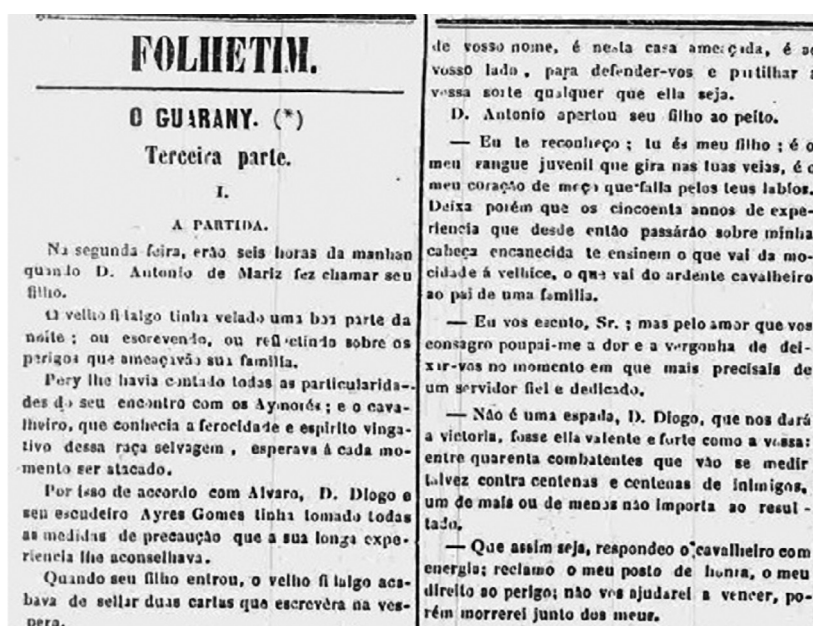 FOLHETIM.
O GUARANY. (*)
Terceira parte.
I.
A PARTIDA.
Na segunda feira, erão seis horas da manhan
quando D. Antonio de Mariz fez chamar seu
filho.
O velho fidalgo tinha velado uma boa parte da
noite ; ou escrevendo, ou reflectindo sobre os
perigos que ameaçavão sua familia.
Pery lhe havia contado todas as particularida-
des do seu encontro com os Aymorés ; e o cava-
lheiro, que conhecia a ferocidade e espirito vinga-
tivo dessa raça selvagem , esperava á cada mo-
mento ser atacado.
Por isso de accordo com Alvaro, D. Diogo e
seu escudeiro Ayres Gomes tinha tomado todas
as medidas de precaução que a sua longa expe-
riencia lhe aconselhava.
Quando seu filho entrou, o velho fidalgo aca-
bava de sellar duas cartas que escrevêra na ves-
pera.
de vosso nome, é nesta casa ameaçada, é ao
vosso lado , para defender-vos e partilhar a
vossa sorte qualquer que ella seja.
D. Antonio apertou seu filho ao peito.
— Eu te reconheço ; tu és meu filho ; é o
meu sangue juvenil que gira nas tuas veias, é o
meu coração de moço que falla pelos teus labios.
Deixa porém que os cincoenta annos de expe-
riencia que desde então passárão sobre minha
cabeça encanecida te ensinem o que vai da mo-
cidade á velhice, o que vai do ardente cavalheiro
ao pai de uma familia.
— Eu vos escuto, Sr. ; mas pelo amor que vos
consagro poupai-me a dor e a vergonha de dei-
xar-vos no momento em que mais precisais de
um servidor fiel e dedicado.
— Não é uma espada, D. Diogo, que nos dará
a victoria, fosse ella valente e forte como a vossa:
entre quarenta combatentes que vão se medir
talvez contra centenas e centenas de inimigos,
um de mais ou de menos não importa ao resul-
tado.
— Que assim seja, respondeo o cavalheiro com
energia; reclamo o meu posto de honra, o meu
direito ao perigo; não vos ajudarei a vencer, po-
rém morrerei junto dos meus.